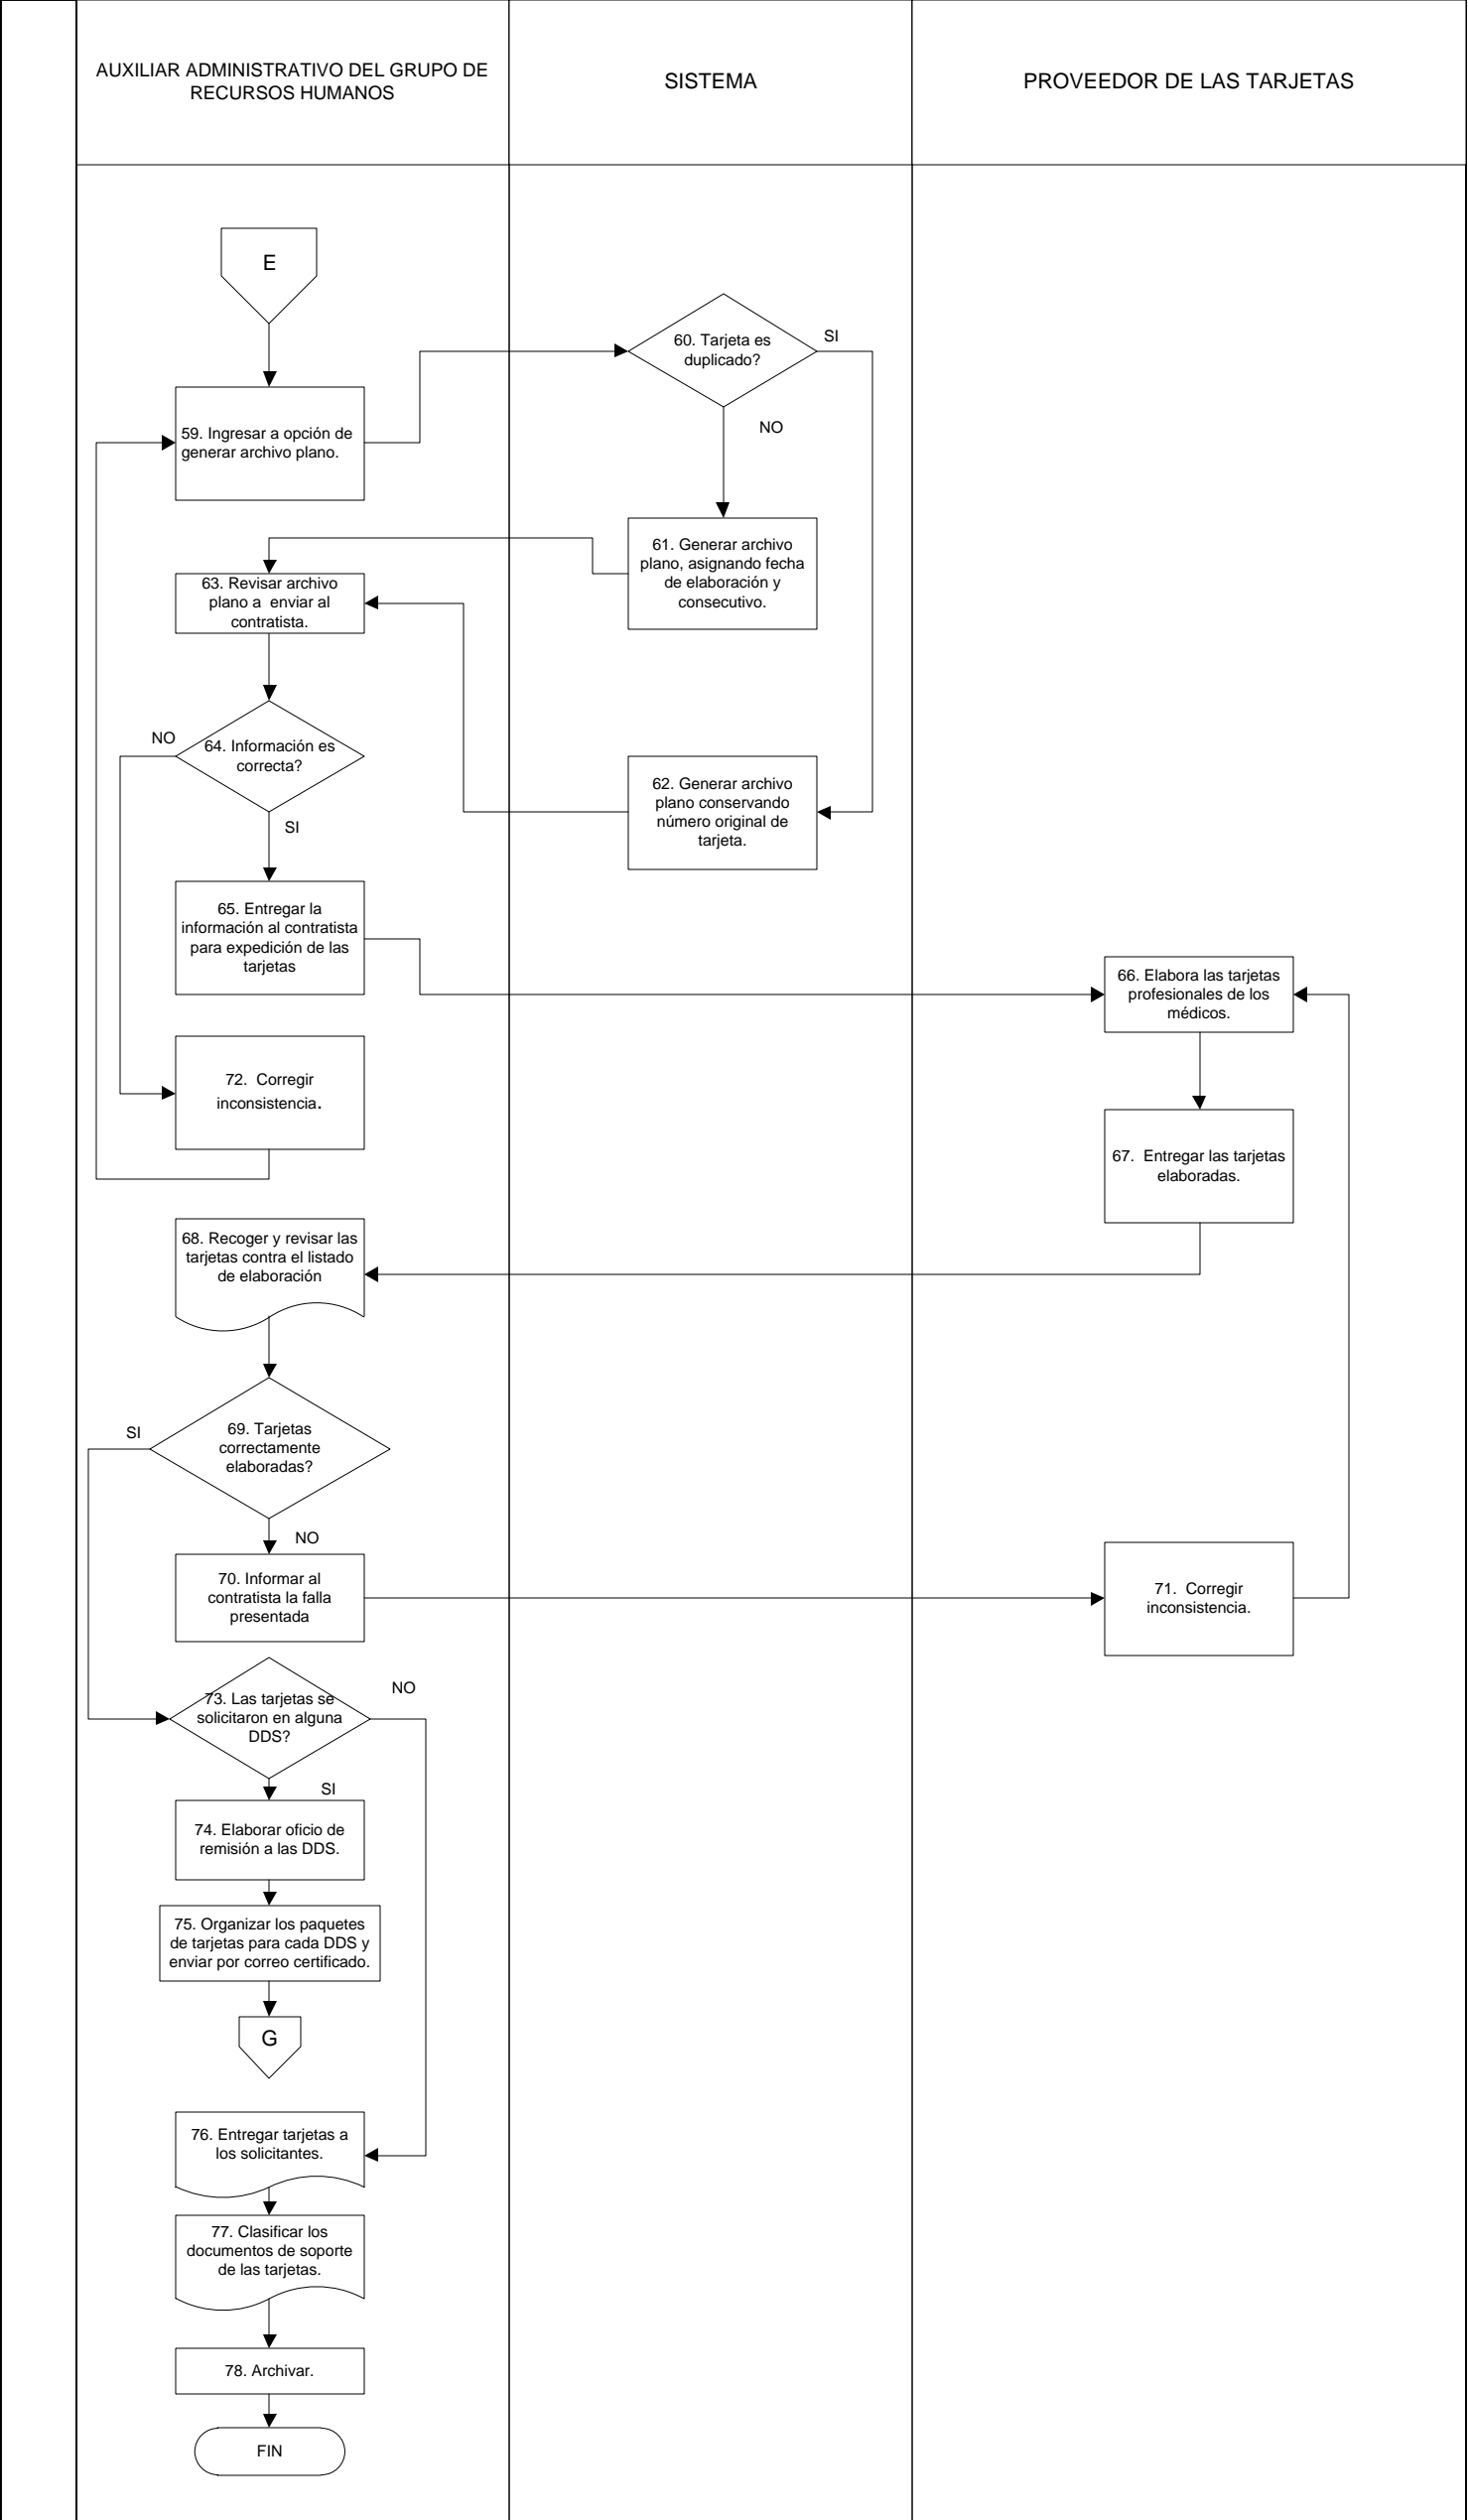 AUXILIAR ADMINISTRATIVO DEL GRUPO DE
RECURSOS HUMANOS
SISTEMA
PROVEEDOR DE LAS TARJETAS
E
59. Ingresar a opción de
generar archivo plano.
60. Tarjeta es
duplicado?
SI
NO
61. Generar archivo
plano, asignando fecha
de elaboración y
consecutivo.
63. Revisar archivo
plano a enviar al
contratista.
NO
64. Información es
correcta?
SI
62. Generar archivo
plano conservando
número original de
tarjeta.
65. Entregar la
información al contratista
para expedición de las
tarjetas
66. Elabora las tarjetas
profesionales de los
médicos.
72. Corregir
inconsistencia.
67. Entregar las tarjetas
elaboradas.
68. Recoger y revisar las
tarjetas contra el listado
de elaboración
SI
69. Tarjetas
correctamente
elaboradas?
NO
70. Informar al
contratista la falla
presentada
71. Corregir
inconsistencia.
73. Las tarjetas se
solicitaron en alguna
DDS?
NO
SI
74. Elaborar oficio de
remisión a las DDS.
75. Organizar los paquetes
de tarjetas para cada DDS y
enviar por correo certificado.
G
76. Entregar tarjetas a
los solicitantes.
77. Clasificar los
documentos de soporte
de las tarjetas.
78. Archivar.
FIN